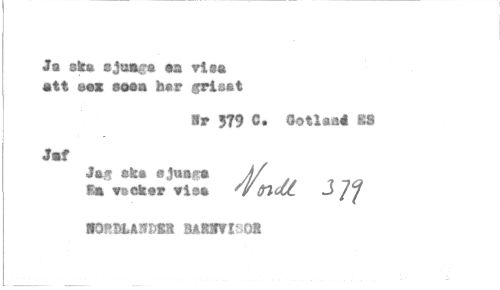 Ja ska sjunga en visa
att sex soen har grisat
Nr 379 C. Gotland ES
Jmf
Jag ska sjunga
En vacker visa
Nordl 379
NORDLANDER BARNVISOR